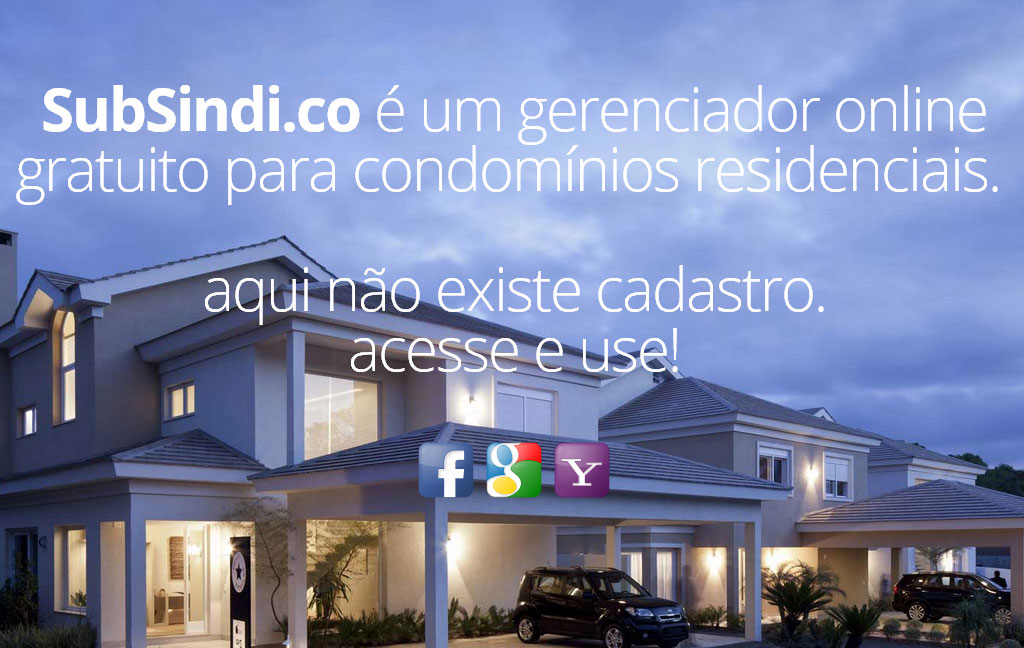 SubSindi.co é um gerenciador online
gratuito para condomínios residenciais.
aqui não existe cadastro.
acesse e use!
f g Y